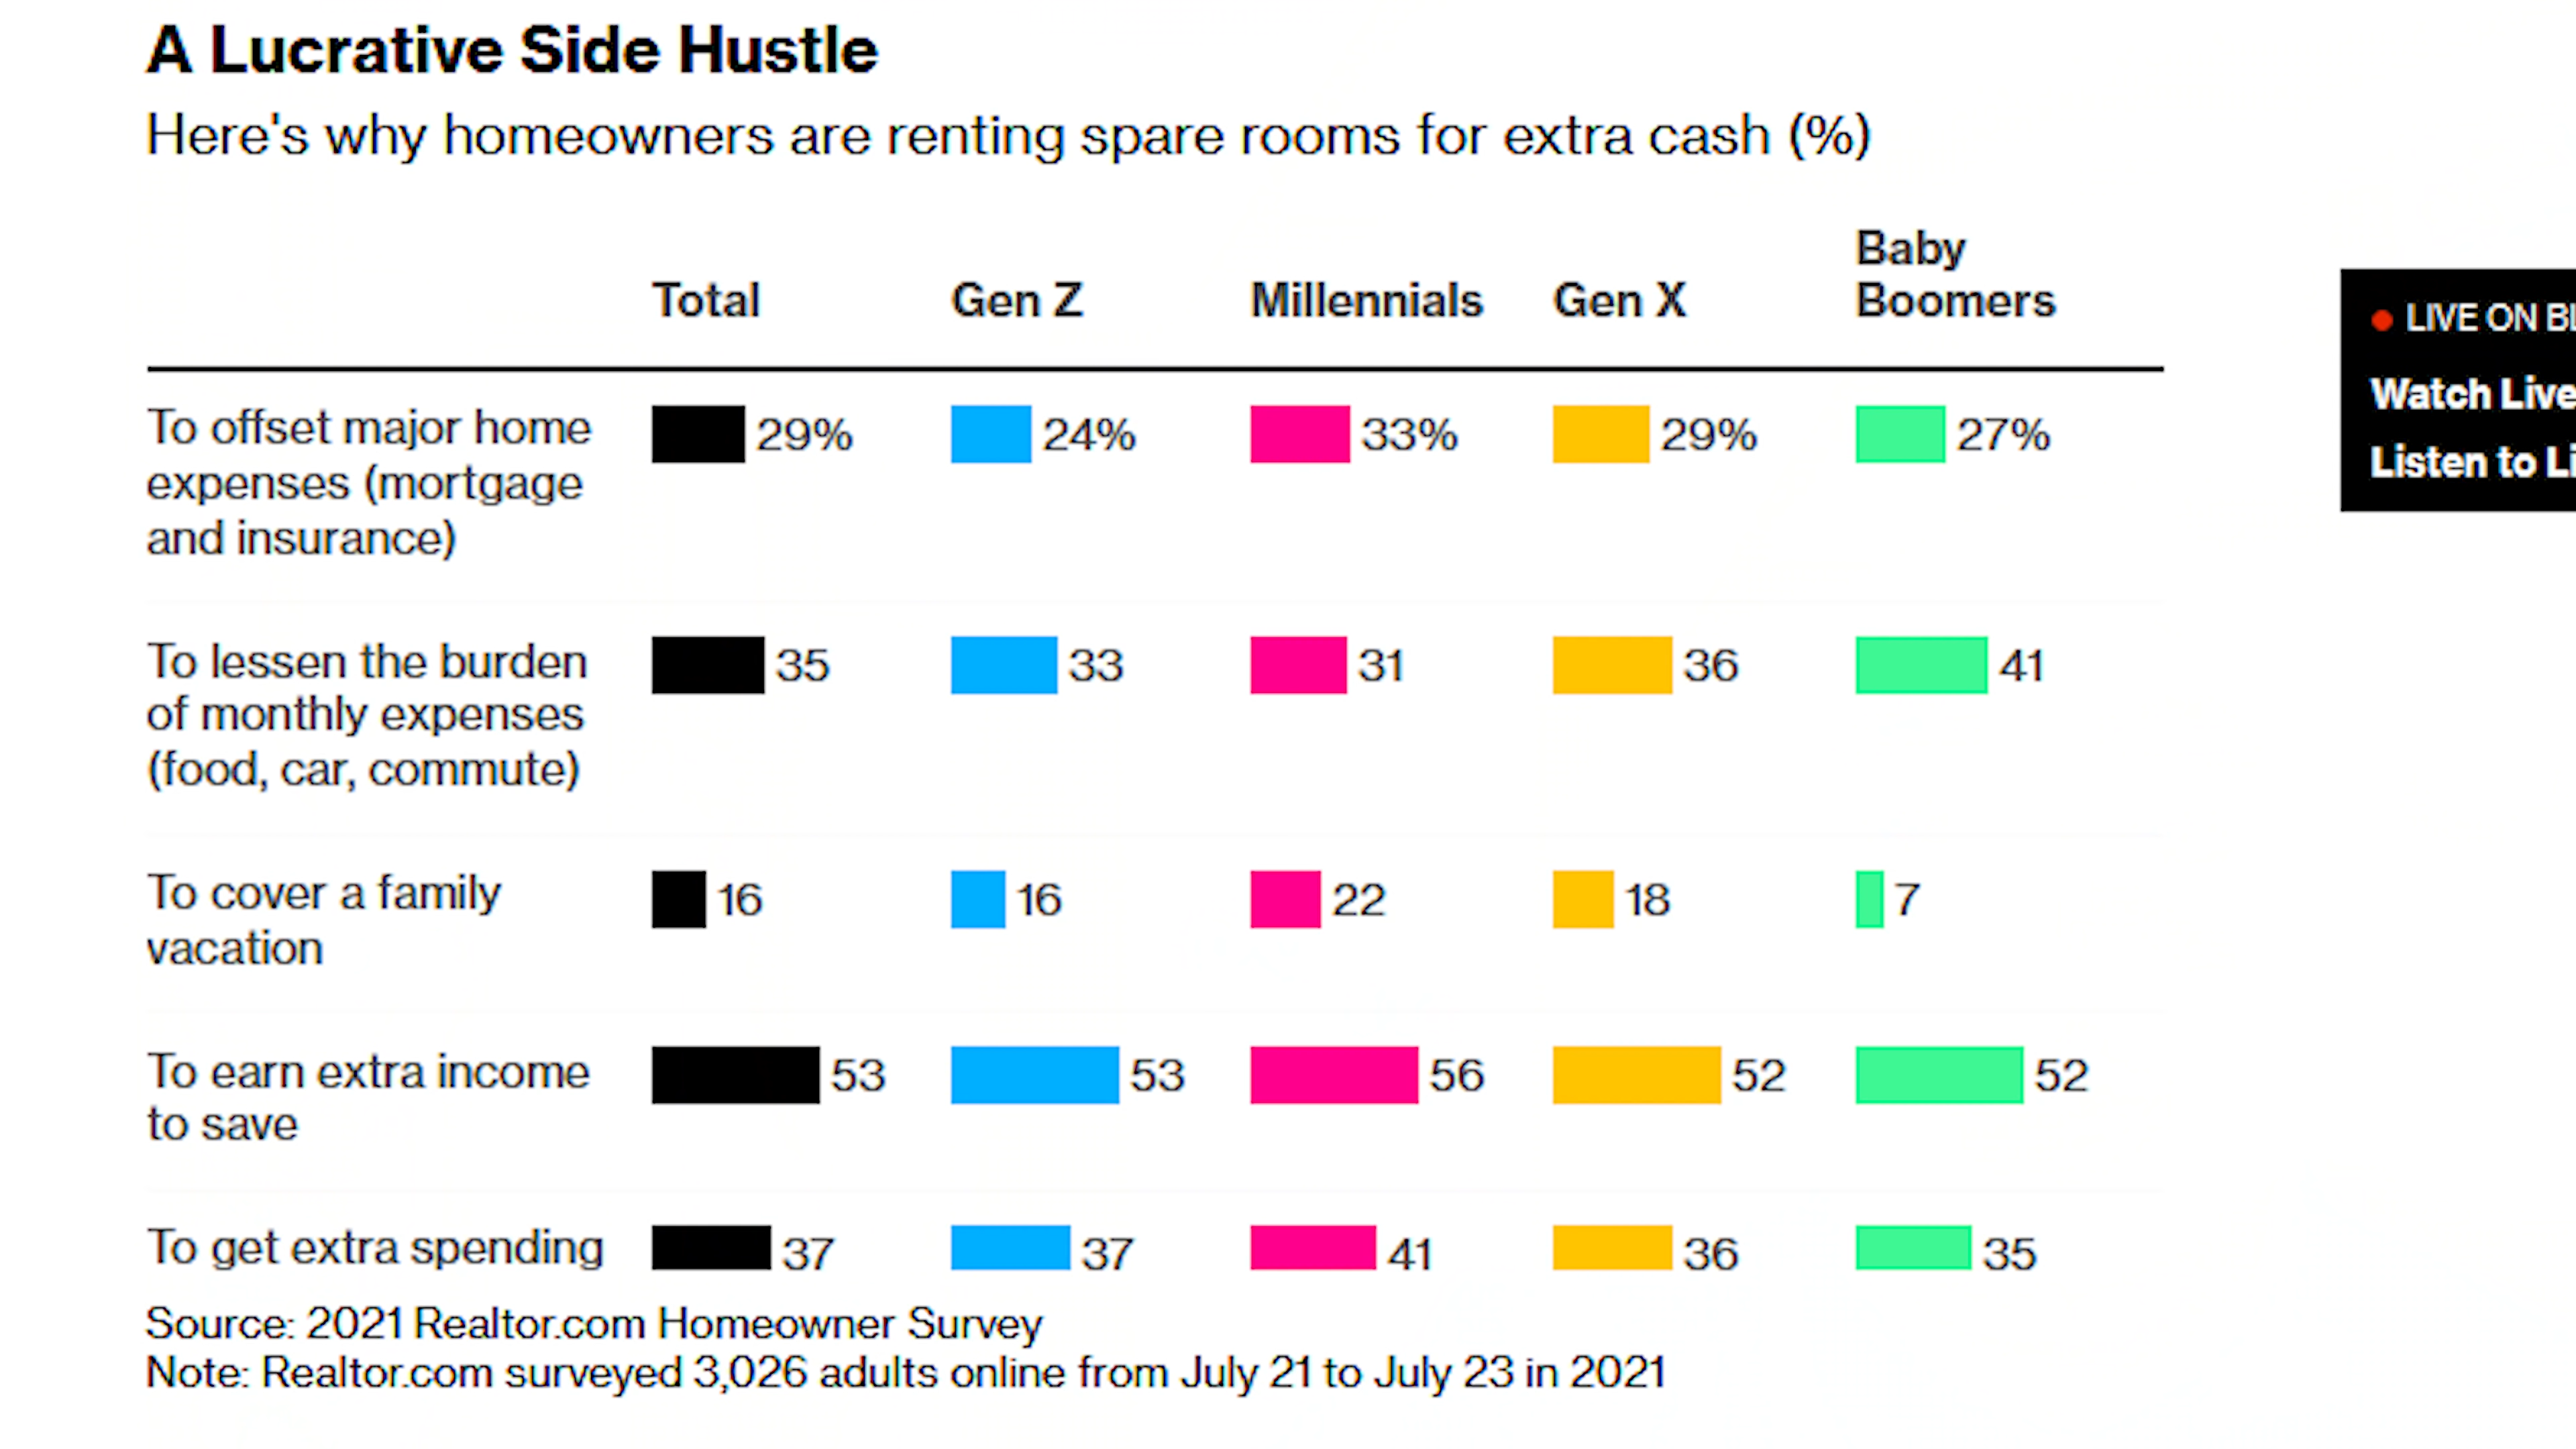 A Lucrative Side Hustle
Here's why homeowners are renting spare rooms for extra cash (%)
Total Gen Z Millennials Gen X Baby Boomers
To offset major home
expenses (mortgage
and insurance)
29% 24% 33% 29% 27%
To lessen the burden
of monthly expenses
(food, car, commute)
35 33 31 36 41
To cover a family
vacation
16 16 22 18 7
To earn extra income
to save
53 53 56 52 52
To get extra spending
37 37 41 36 35
Source: 2021 Realtor.com Homeowner Survey
Note: Realtor.com surveyed 3,026 adults online from July 21 to July 23 in 2021
LIVE ON
Watch Live
Listen to